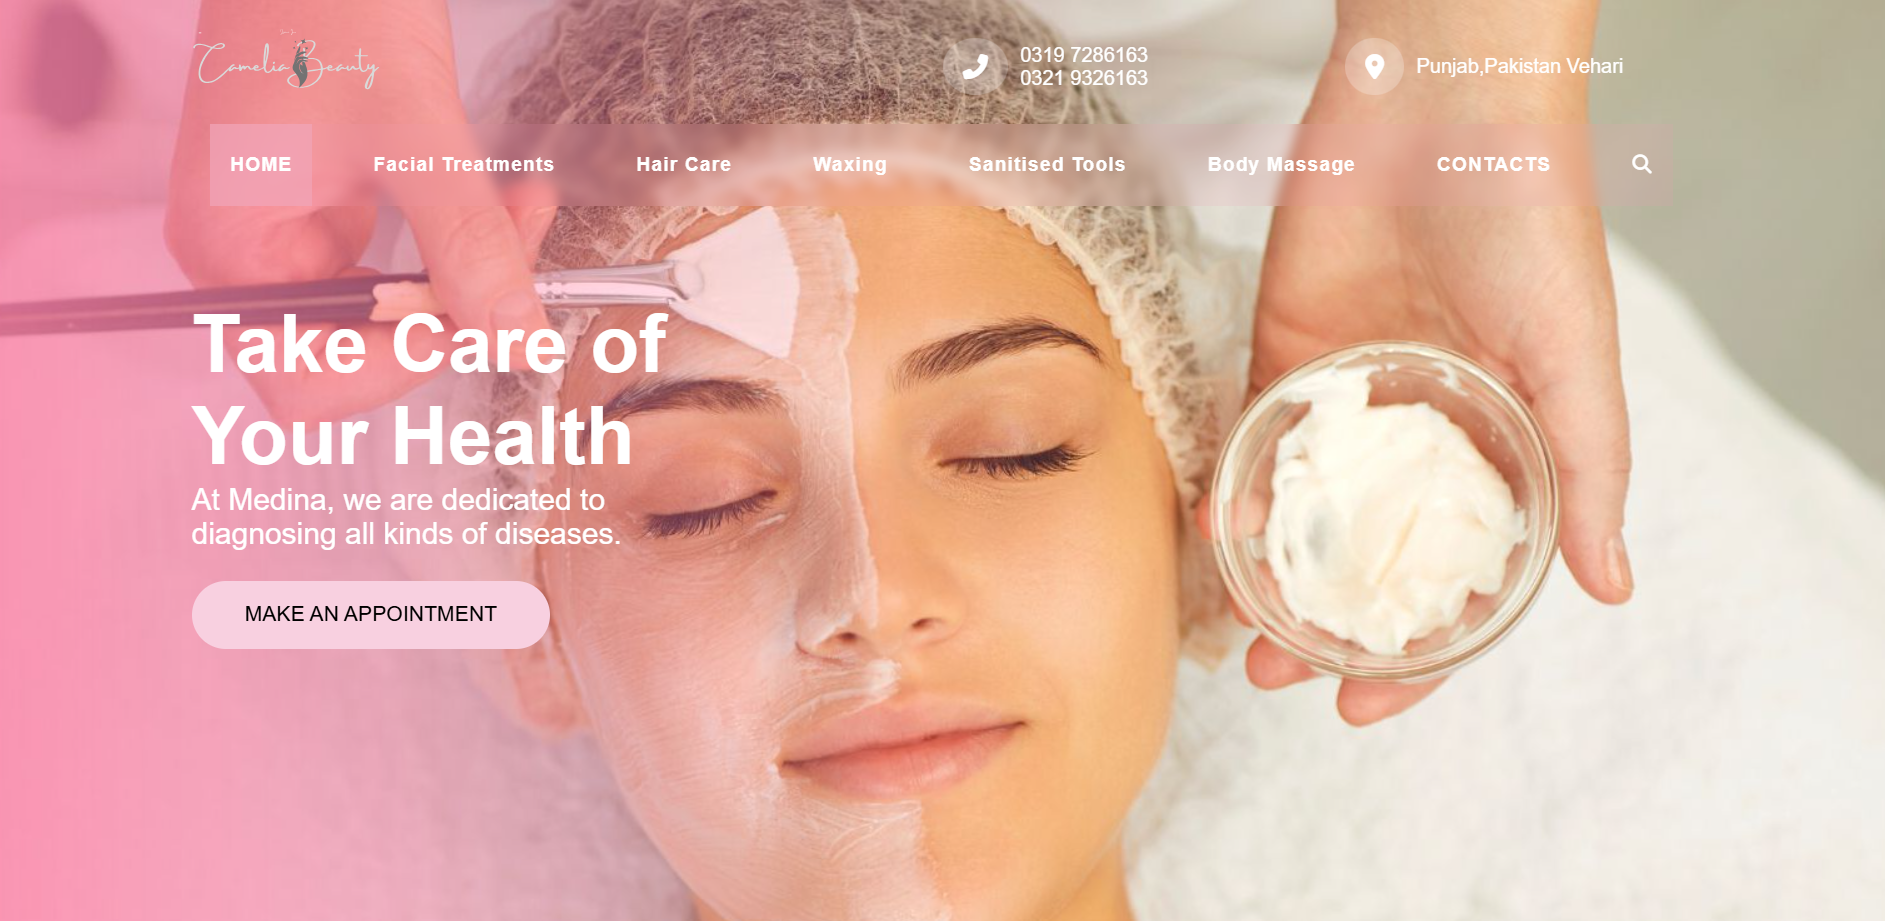 Camelia Beauty
0319 7286163
0321 9326163
Punjab,Pakistan Vehari
HOME
Facial Treatments
Hair Care
Waxing
Sanitised Tools
Body Massage
CONTACTS
Take Care of
Your Health
At Medina, we are dedicated to
diagnosing all kinds of diseases.
MAKE AN APPOINTMENT